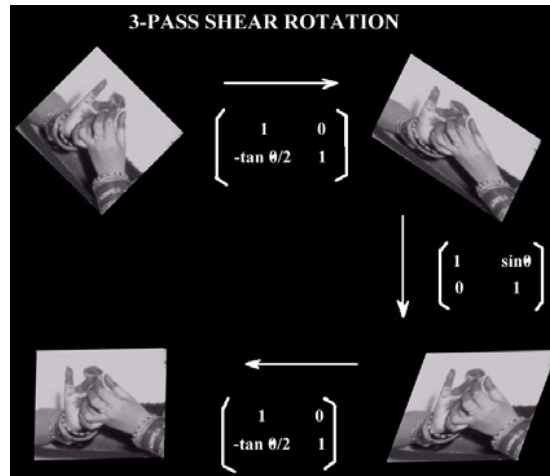 3-PASS SHEAR ROTATION
1 0
-tan θ/2 1
1 sinθ
0 1
1 0
-tan θ/2 1